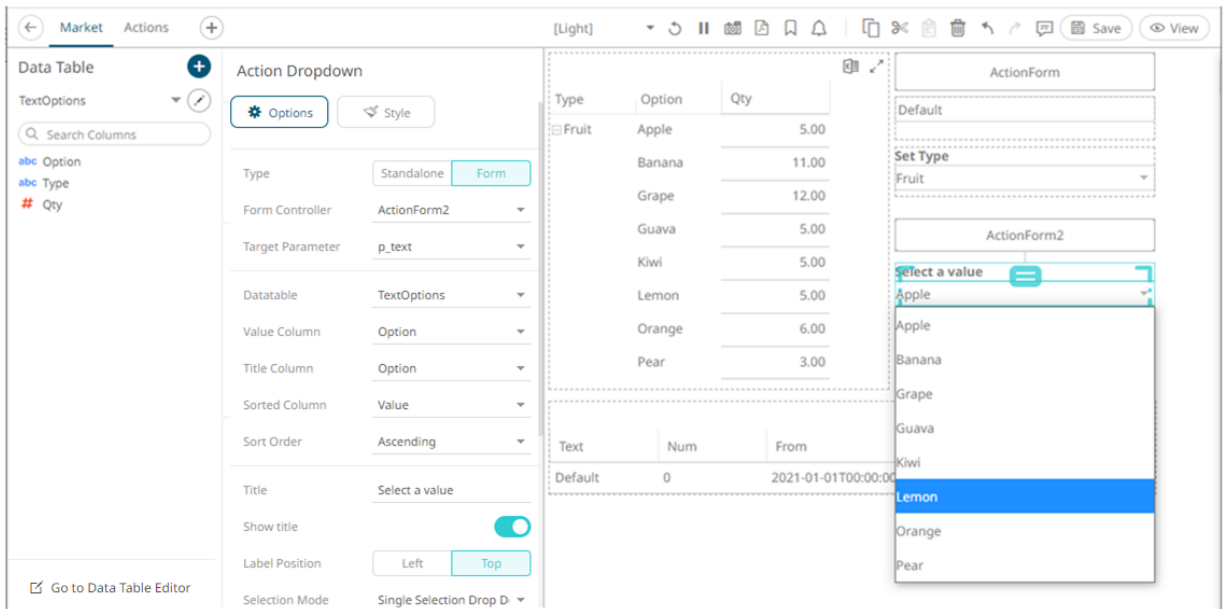 Market Actions [Light] Save View
Data Table
TextOptions
Search Columns
abc Option
abc Type
# Qty
Go to Data Table Editor
Action Dropdown
Options Style
Type Standalone Form
Form Controller ActionForm2
Target Parameter p_text
Datatable TextOptions
Value Column Option
Title Column Option
Sorted Column Value
Sort Order Ascending
Title Select a value
Show title
Label Position Left Top
Selection Mode Single Selection Drop D
Type Option Qty
Fruit Apple 5.00
Banana 11.00
Grape 12.00
Guava 5.00
Kiwi 5.00
Lemon 5.00
Orange 6.00
Pear 3.00
Text Num From
Default 0 2021-01-01T00:00:00
ActionForm
Default
Set Type
Fruit
ActionForm2
Select a value
Apple
Apple
Banana
Grape
Guava
Kiwi
Lemon
Orange
Pear